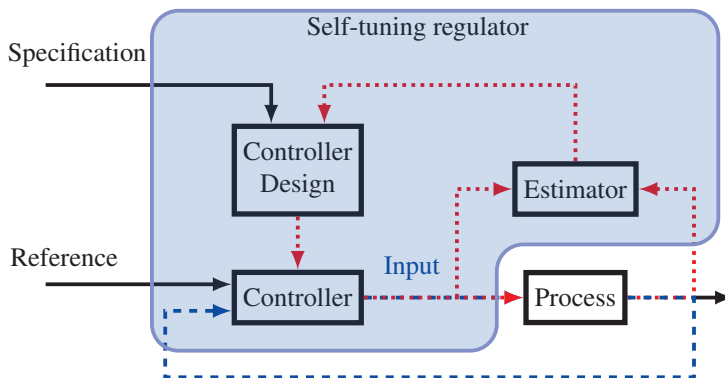 Self-tuning regulator
Specification
Controller
Design
Estimator
Reference
Input
Controller
Process